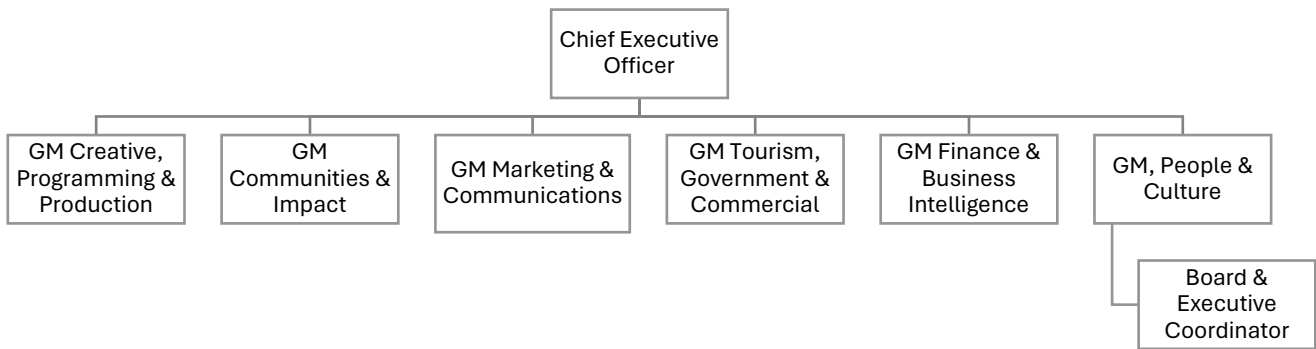 Chief Executive
Officer
GM Creative,
Programming &
Production
GM
Communities &
Impact
GM Marketing &
Communications
GM Tourism,
Government &
Commercial
GM Finance &
Business
Intelligence
GM, People &
Culture
Board &
Executive
Coordinator